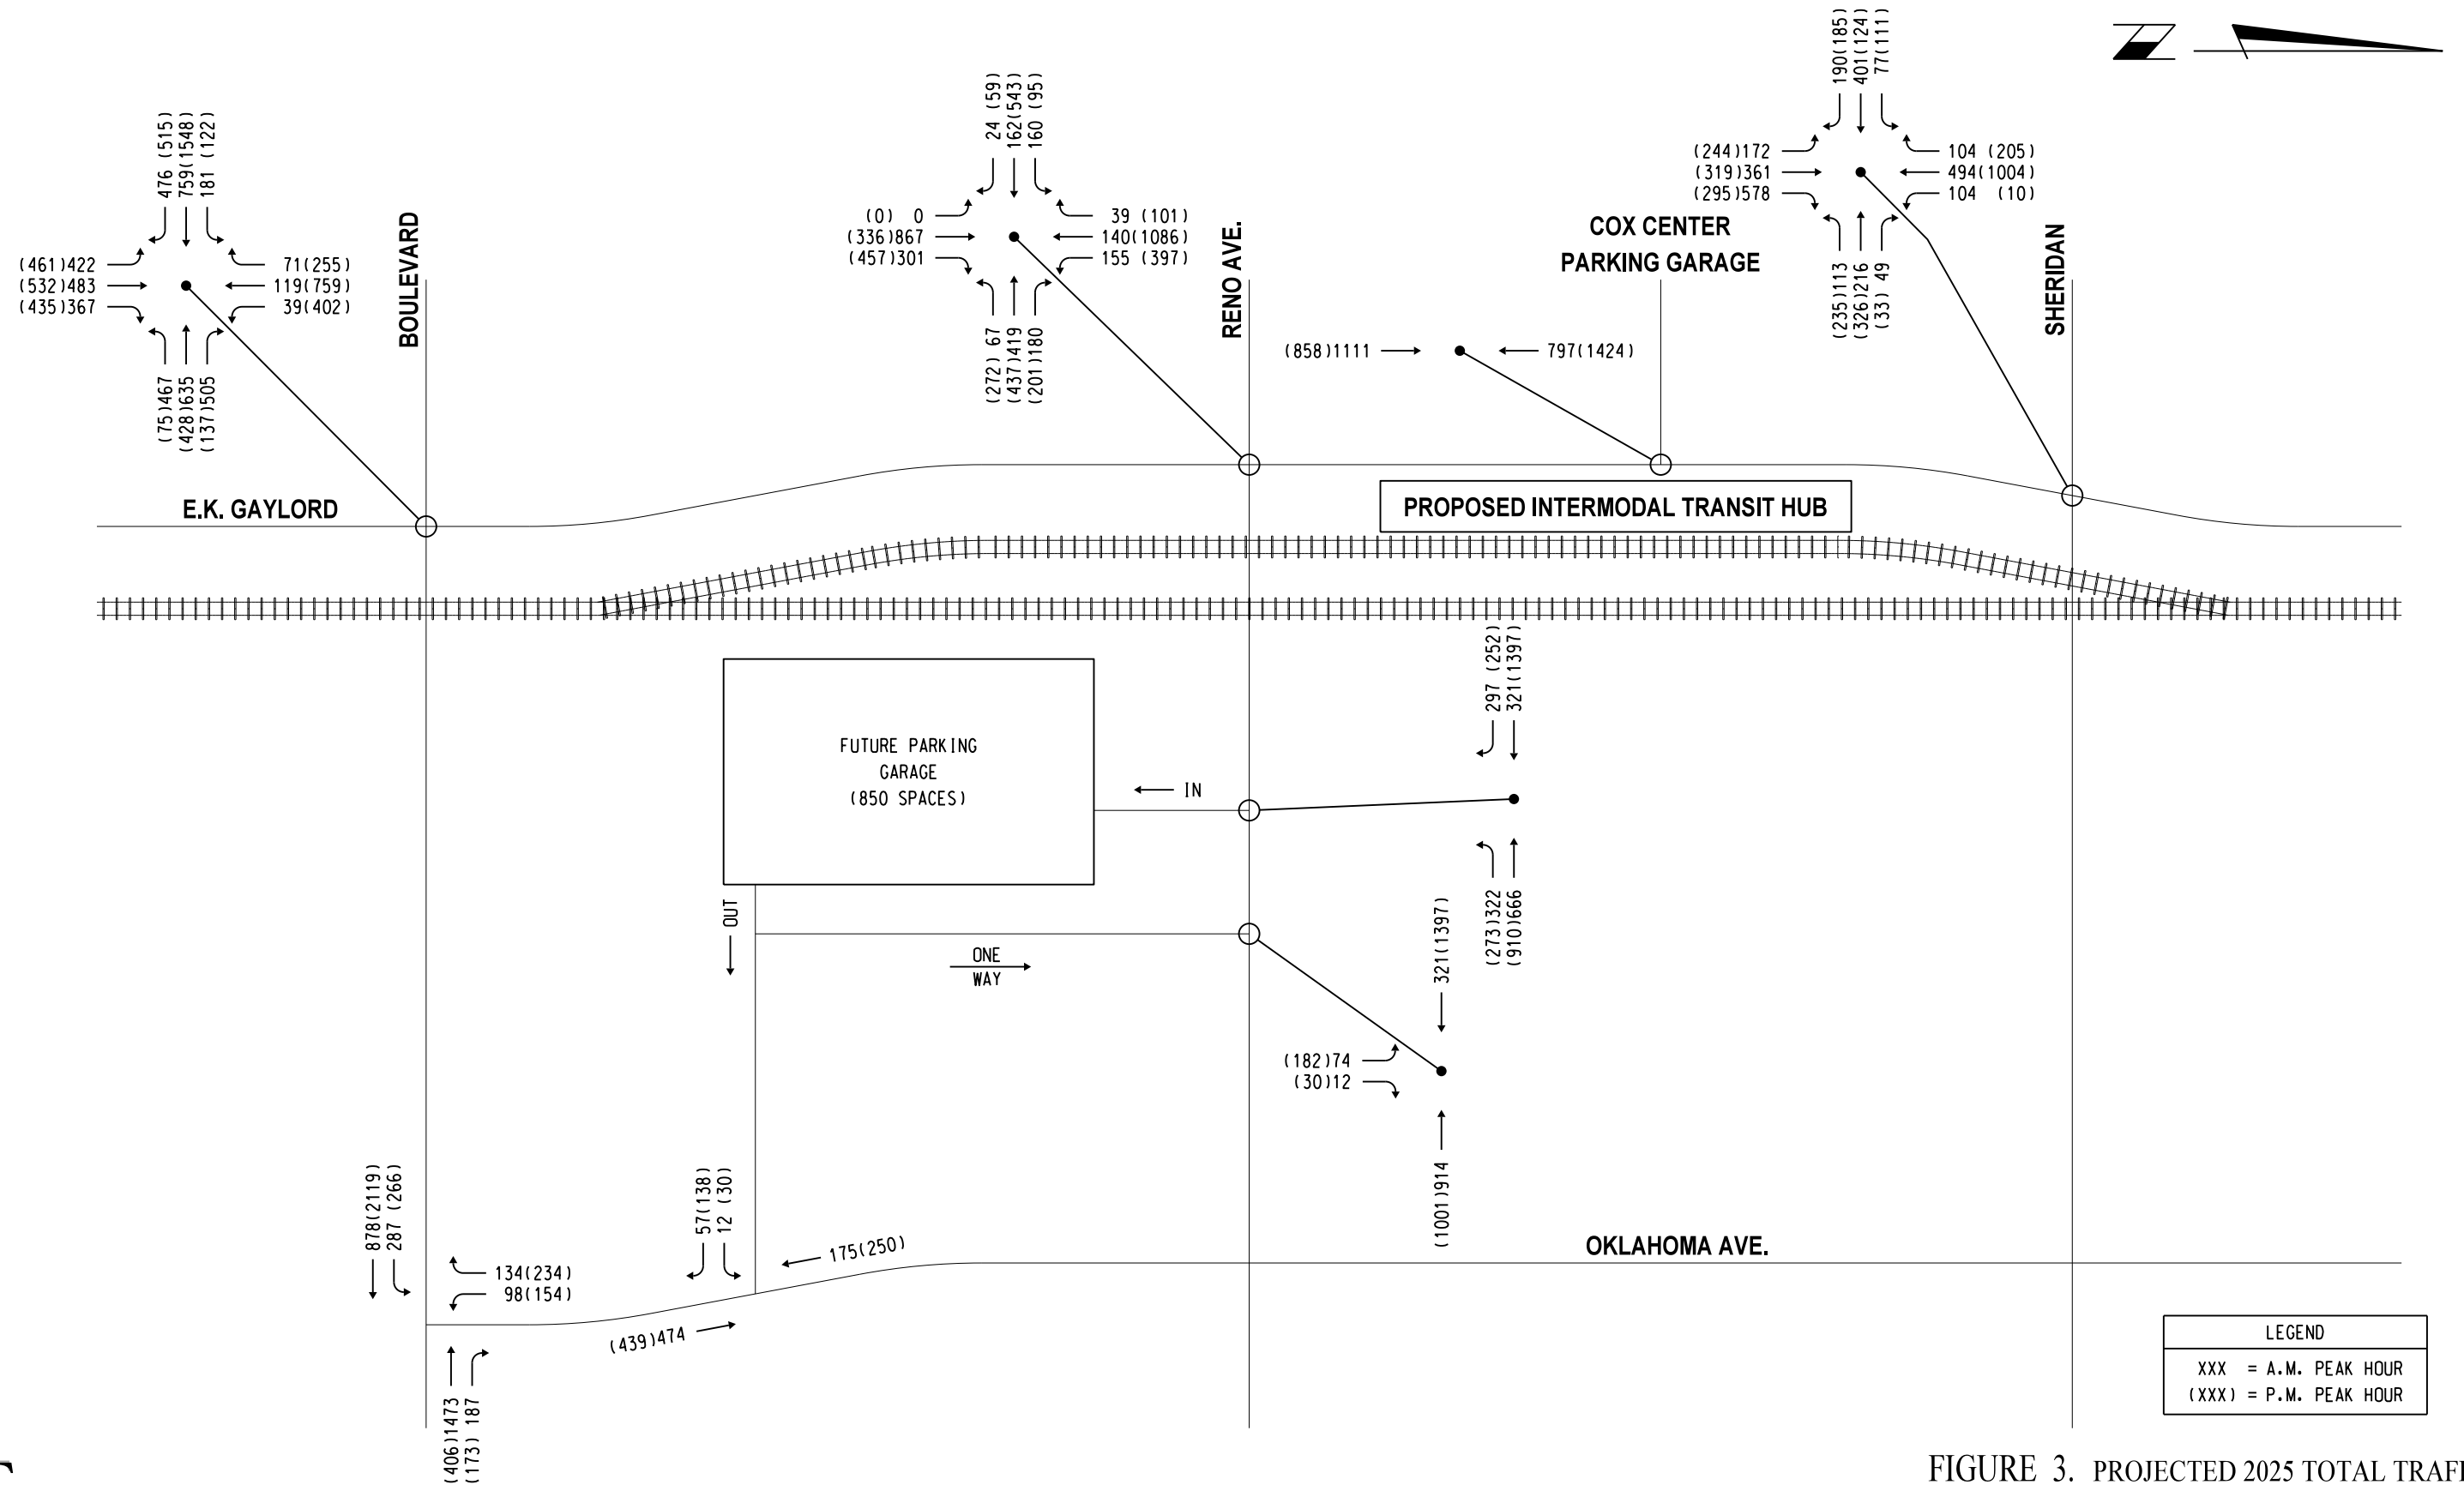 190(185)
401(124)
77(111)
24 (59)
162(543)
160 (95)
476 (515)
759(1548)
181 (122)
(244)172
(319)361
(295)578
104 (205)
494(1004)
104 (10)
(0) 0
(336)867
(457)301
39 (101)
140(1086)
155 (397)
(461)422
(532)483
(435)367
71(255)
119(759)
39(402)
BOULEVARD
RENO AVE.
COX CENTER
PARKING GARAGE
SHERIDAN
(235)113
(326)216
(33) 49
(272) 67
(437)419
(201)180
(858)1111
797(1424)
(75)467
(428)635
(137)505
E.K. GAYLORD
PROPOSED INTERMODAL TRANSIT HUB
297 (252)
321(1397)
FUTURE PARKING
GARAGE
(850 SPACES)
IN
OUT
ONE
WAY
(273)322
(910)666
321(1397)
(182)74
(30)12
(1001)914
878(2119)
287 (266)
57(138)
12 (30)
175(250)
OKLAHOMA AVE.
134(234)
98(154)
(439)474
(406)1473
(173) 187
LEGEND
XXX = A.M. PEAK HOUR
(XXX) = P.M. PEAK HOUR
FIGURE 3. PROJECTED 2025 TOTAL